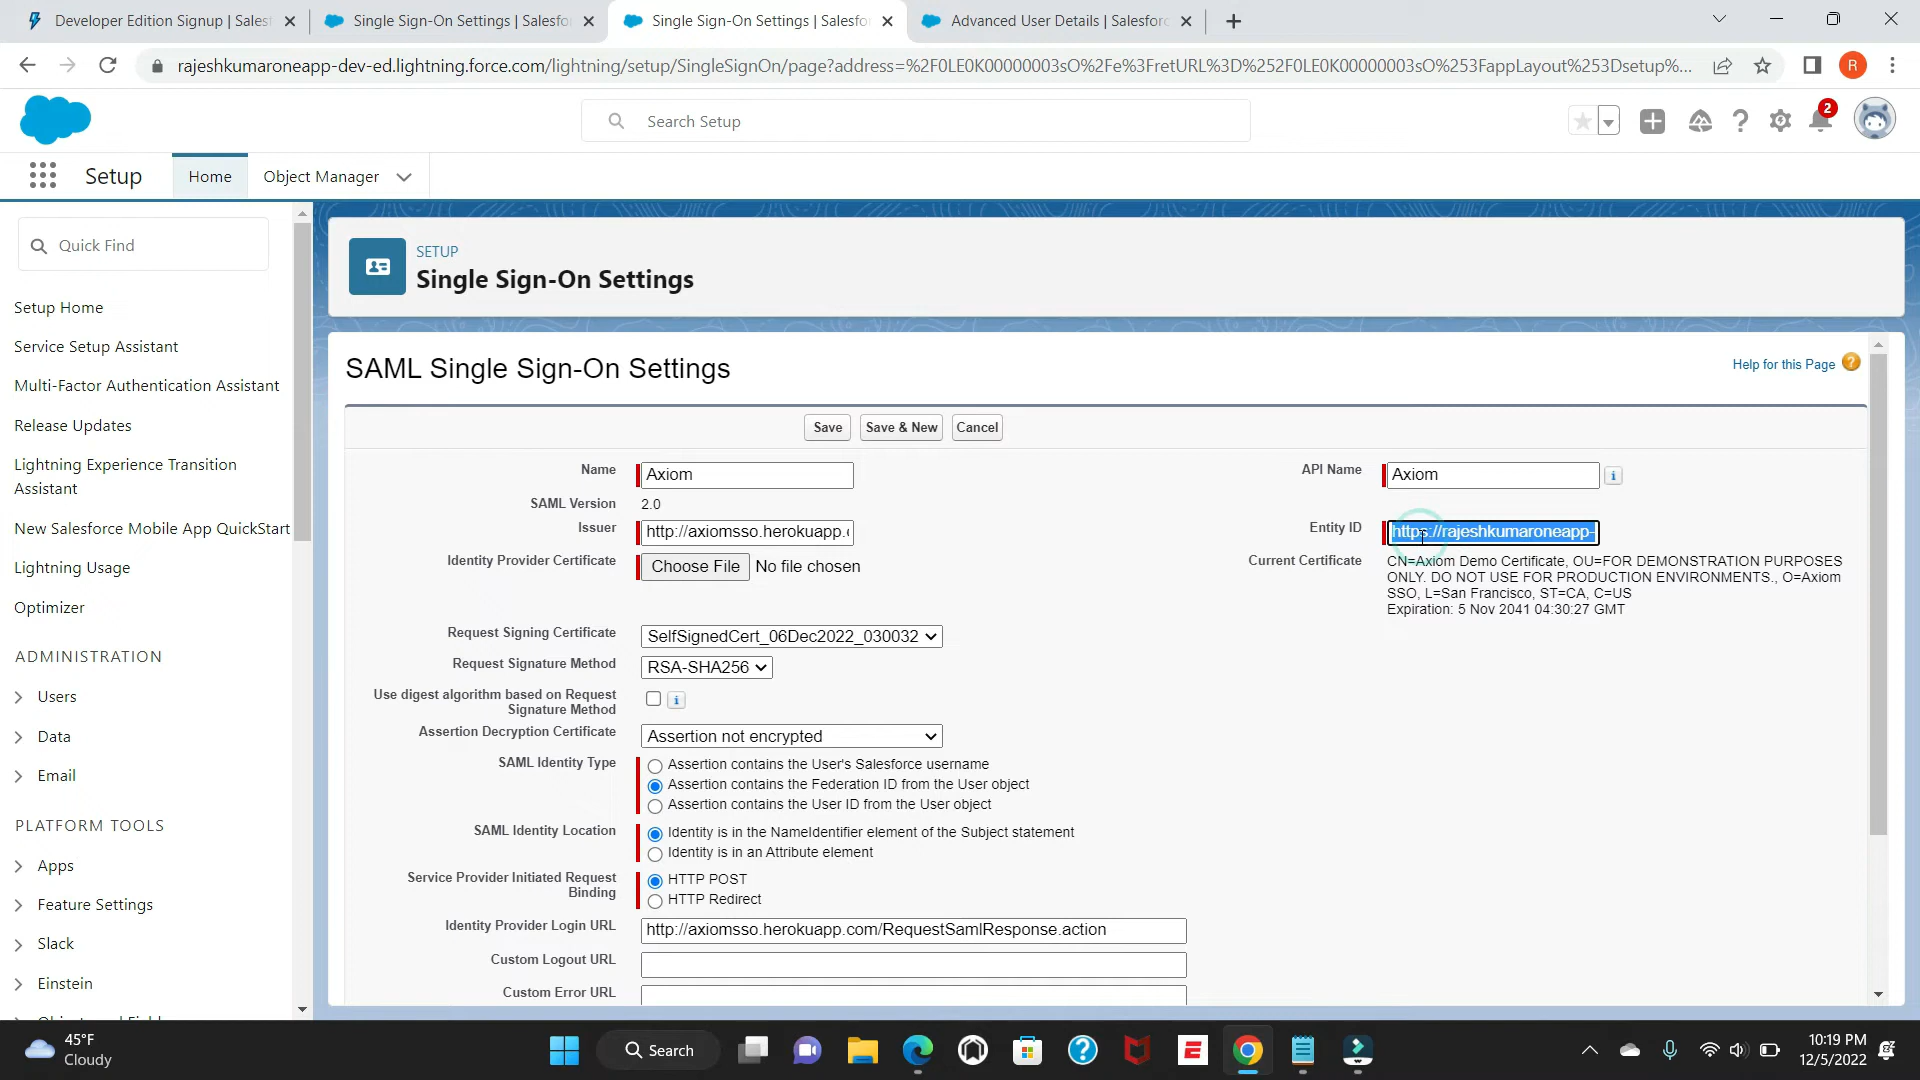 Developer Edition Signup | Sales
Single Sign-On Settings | Salesfo
Single Sign-On Settings | Salesfo
Advanced User Details | Salesforc
rajeshkumaroneapp-dev-ed.lightning.force.com/lightning/setup/SingleSignOn/page?address=%2F0LE0K00000003sO%2Fe%3FretURL%3D%252F0LE0K00000003sO%253FappLayout%253Dsetup%...
R
Search Setup
2
Setup
Home
Object Manager
Quick Find
Setup Home
Service Setup Assistant
Multi-Factor Authentication Assistant
Release Updates
Lightning Experience Transition
Assistant
New Salesforce Mobile App QuickStart
Lightning Usage
Optimizer
ADMINISTRATION
Users
Data
Email
PLATFORM TOOLS
Apps
Feature Settings
Slack
Einstein
SETUP
Single Sign-On Settings
SAML Single Sign-On Settings
Help for this Page
Save
Save & New
Cancel
Name
Axiom
API Name
Axiom
SAML Version
2.0
Issuer
http://axiomsso.herokuapp.c
Entity ID
https://rajeshkumaroneapp-
Identity Provider Certificate
Choose File No file chosen
Current Certificate
CN=Axiom Demo Certificate, OU=FOR DEMONSTRATION PURPOSES
ONLY. DO NOT USE FOR PRODUCTION ENVIRONMENTS., O=Axiom
SSO, L=San Francisco, ST=CA, C=US
Expiration: 5 Nov 2041 04:30:27 GMT
Request Signing Certificate
SelfSignedCert_06Dec2022_030032
Request Signature Method
RSA-SHA256
Use digest algorithm based on Request
Signature Method
Assertion Decryption Certificate
Assertion not encrypted
SAML Identity Type
Assertion contains the User's Salesforce username
Assertion contains the Federation ID from the User object
Assertion contains the User ID from the User object
SAML Identity Location
Identity is in the NameIdentifier element of the Subject statement
Identity is in an Attribute element
Service Provider Initiated Request
Binding
HTTP POST
HTTP Redirect
Identity Provider Login URL
http://axiomsso.herokuapp.com/RequestSamlResponse.action
Custom Logout URL
Custom Error URL
45°F
Cloudy
Search
10:19 PM
12/5/2022